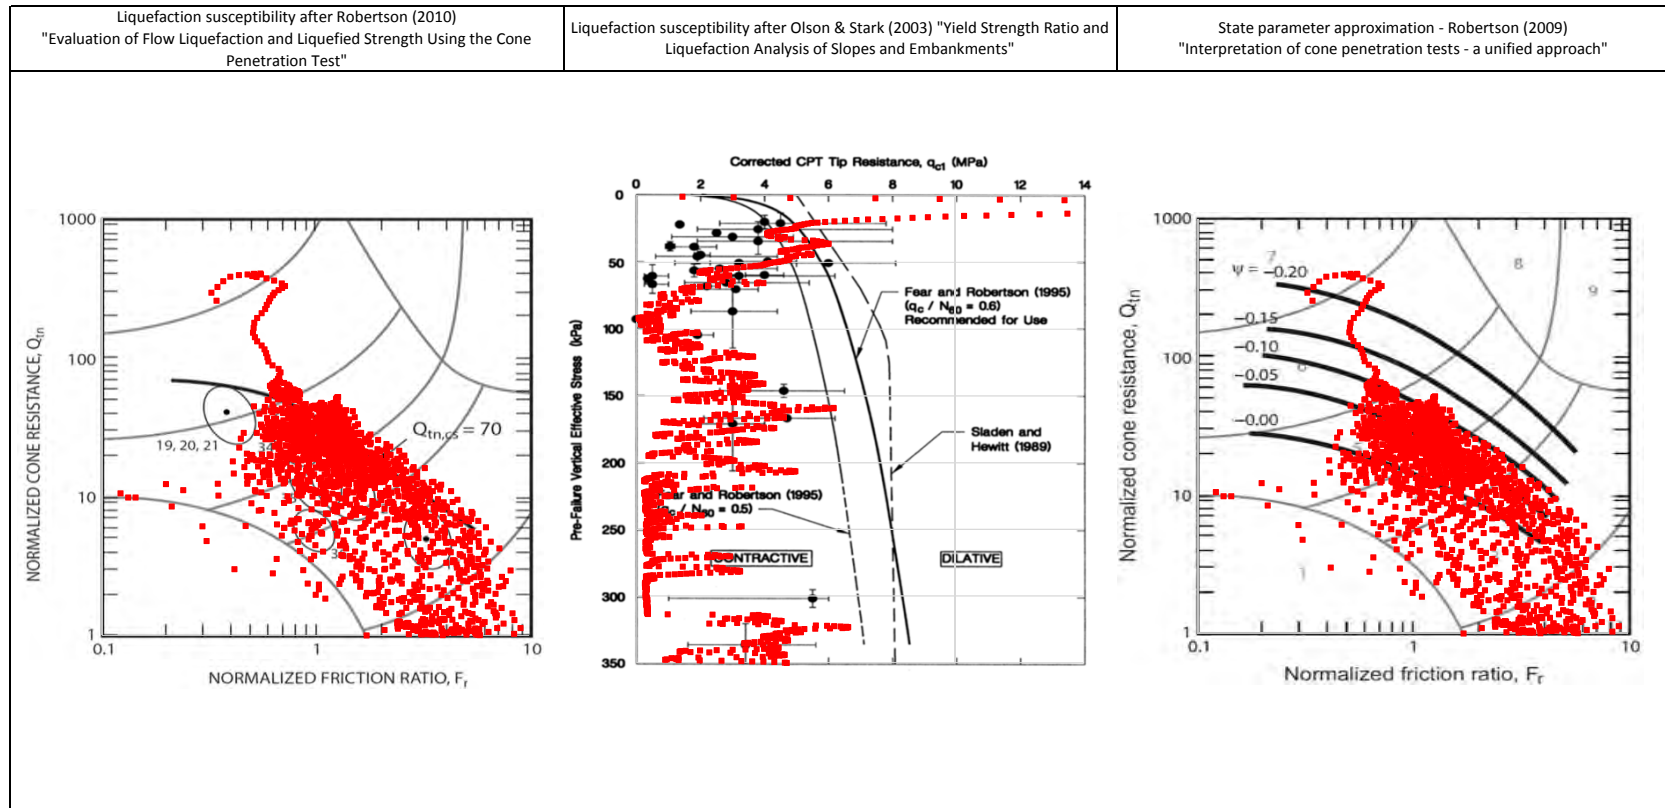 Liquefaction susceptibility after Robertson (2010)
"Evaluation of Flow Liquefaction and Liquefied Strength Using the Cone
Penetration Test"
Liquefaction susceptibility after Olson & Stark (2003) "Yield Strength Ratio and
Liquefaction Analysis of Slopes and Embankments"
State parameter approximation - Robertson (2009)
"Interpretation of cone penetration tests - a unified approach"
NORMALIZED CONE RESISTANCE, Qtn
1000
100
10
1
0.1
1
10
NORMALIZED FRICTION RATIO, Fr
19, 20, 21
Qtn,cs = 70
Corrected CPT Tip Resistance, qc1 (MPa)
0 2 4 6 8 10 12 14
Pre-Failure Vertical Effective Stress (kPa)
0
50
100
150
200
250
300
350
Fear and Robertson (1995)
(qc / N60 = 0.6)
Recommended for Use
Sladen and
Hewitt (1989)
and Robertson (1995)
/ N60 = 0.5)
CONTRACTIVE
DILATIVE
Normalized cone resistance, Qtn
1000
100
10
1
0.1
1
10
Normalized friction ratio, Fr
7
8
9
ψ = -0.20
-0.15
-0.10
-0.05
-0.00
1